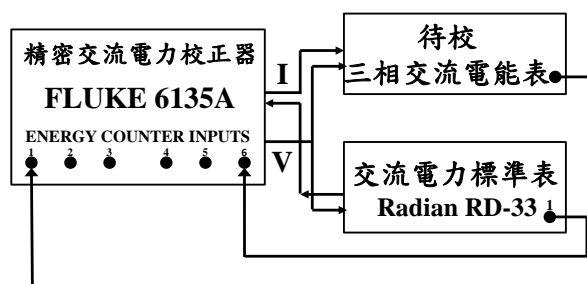 精密交流電力校正器
FLUKE 6135A
ENERGY COUNTER INPUTS
1 2 3 4 5 6
I
V
待校
三相交流電能表
交流電力標準表
Radian RD-33 1